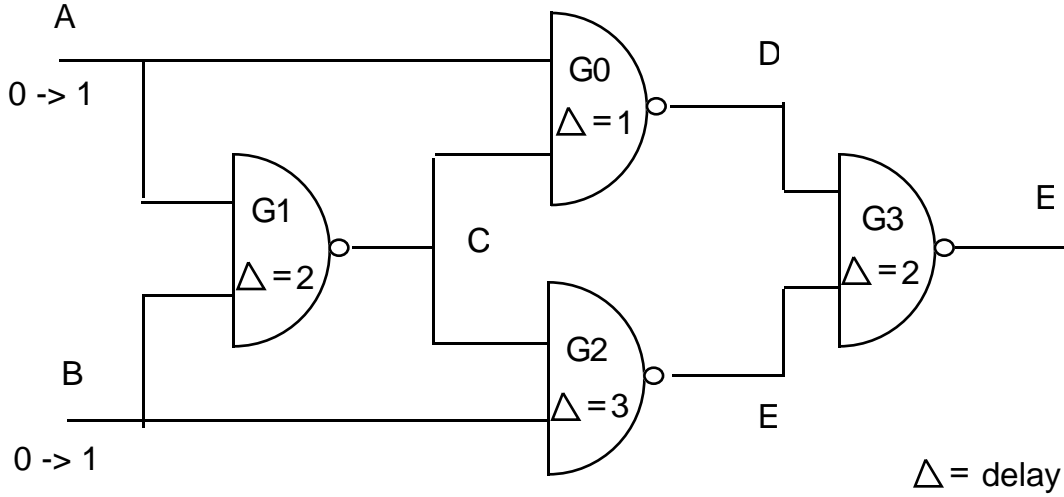 A
0 -> 1
G0
Δ = 1
D
G1
Δ = 2
C
G3
Δ = 2
E
B
0 -> 1
G2
Δ = 3
E
Δ = delay